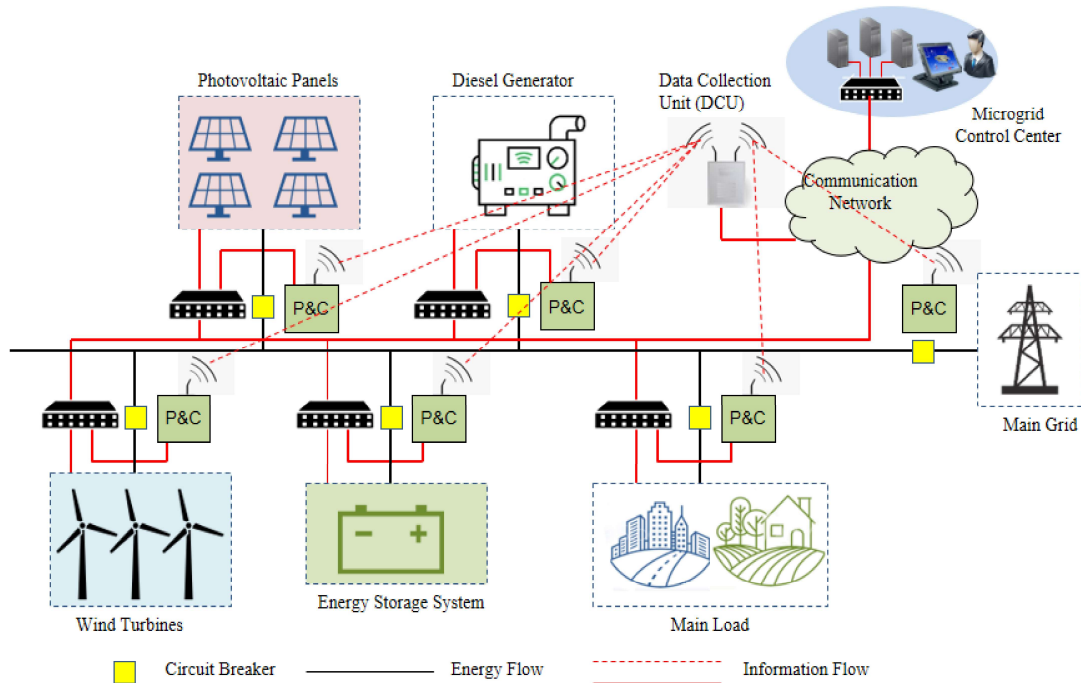 Photovoltaic Panels
Diesel Generator
Data Collection
Unit (DCU)
Microgrid
Control Center
Communication
Network
P&C
P&C
P&C
P&C
P&C
P&C
Main Grid
Wind Turbines
Energy Storage System
Main Load
Circuit Breaker
Energy Flow
Information Flow